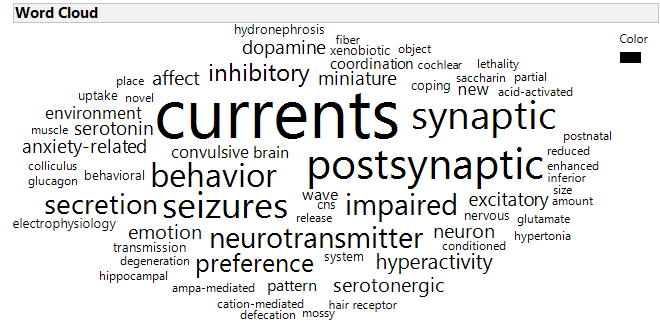 Word Cloud
Color
hydronephrosis
fiber
dopamine xenobiotic object
coordination cochlear lethality
place affect inhibitory miniature coping saccharin partial
uptake novel new acid-activated
environment currents synaptic
muscle serotonin postnatal
anxiety-related convulsive brain reduced
colliculus behavioral behavior postsynaptic enhanced
glucagon inferior
size
secretion seizures wave impaired excitatory amount
cns
release nervous glutamate
electrophysiology emotion neurotransmitter neuron hypertonia
transmission conditioned
degeneration preference system hyperactivity
hippocampal
ampa-mediated pattern serotonergic
cation-mediated hair receptor
defecation mossy